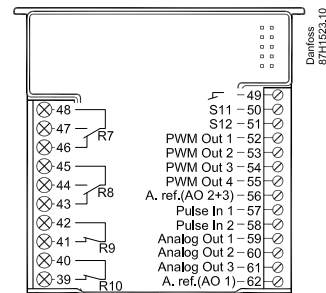 Danfoss
87H1523.10
48
47
46
R7
45
44
43
R8
42
41
R9
40
39
R10
49
S11 50
S12 51
PWM Out 1 52
PWM Out 2 53
PWM Out 3 54
PWM Out 4 55
A. ref.(AO 2+3) 56
Pulse In 1 57
Pulse In 2 58
Analog Out 1 59
Analog Out 2 60
Analog Out 3 61
A. ref.(AO 1) 62